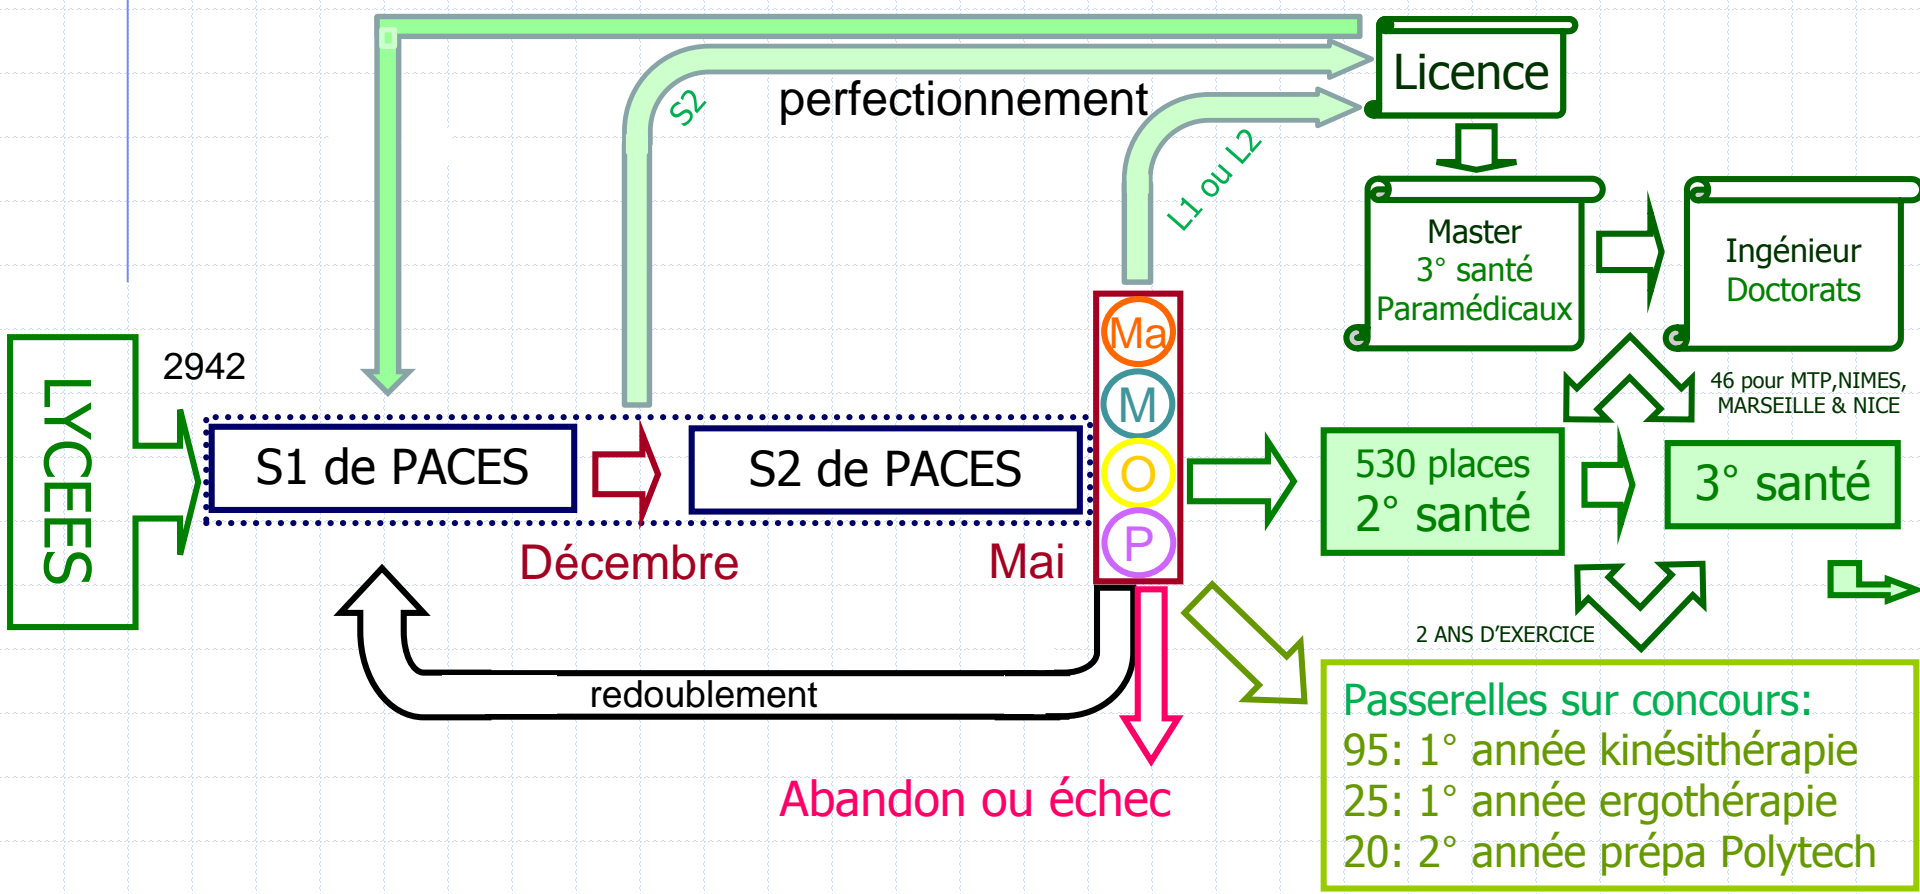 Licence
perfectionnement
S2
L1 ou L2
Master
3° santé
Paramédicaux
Ingénieur
Doctorats
Ma
M
O
P
2942
LYCEES
46 pour MTP,NIMES,
MARSEILLE & NICE
S1 de PACES
S2 de PACES
530 places
2° santé
3° santé
Décembre
Mai
2 ANS D'EXERCICE
redoublement
Abandon ou échec
Passerelles sur concours:
95: 1° année kinésithérapie
25: 1° année ergothérapie
20: 2° année prépa Polytech